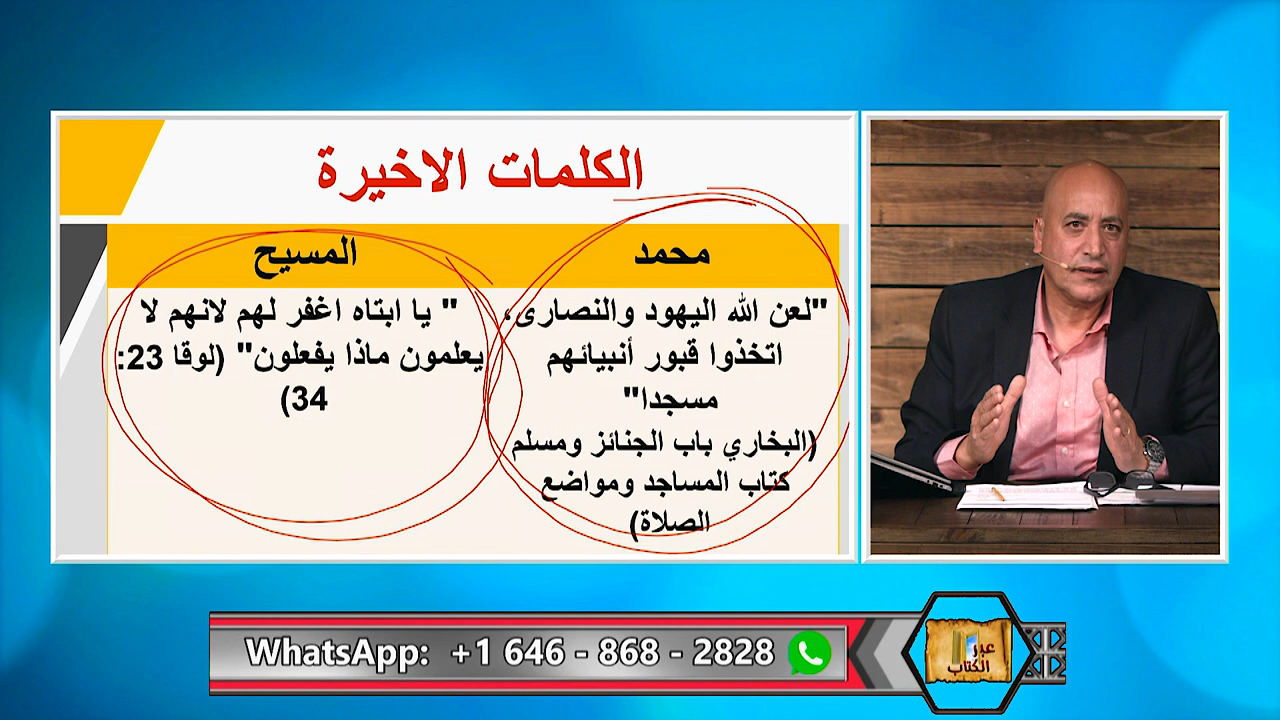 الكلمات الاخيرة
محمد
"لعن الله اليهود والنصارى،
اتخذوا قبور أنبيائهم
مسجدا"
(البخاري باب الجنائز ومسلم
كتاب المساجد ومواضع
الصلاة)
المسيح
" يا ابتاه اغفر لهم لانهم لا
يعلمون ماذا يفعلون" (لوقا 23:
34)
WhatsApp: +1 646 - 868 - 2828
عبر
الكتاب